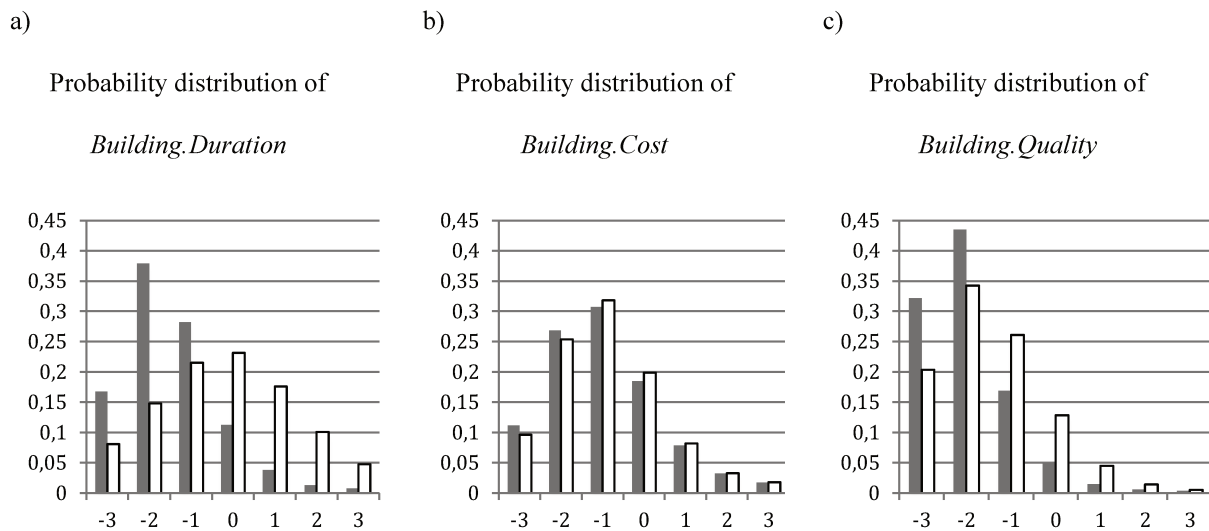 a)
b)
c)
Probability distribution of
Building.Duration
Probability distribution of
Building.Cost
Probability distribution of
Building.Quality
0,45
0,4
0,35
0,3
0,25
0,2
0,15
0,1
0,05
0
-3 -2 -1 0 1 2 3
0,45
0,4
0,35
0,3
0,25
0,2
0,15
0,1
0,05
0
-3 -2 -1 0 1 2 3
0,45
0,4
0,35
0,3
0,25
0,2
0,15
0,1
0,05
0
-3 -2 -1 0 1 2 3